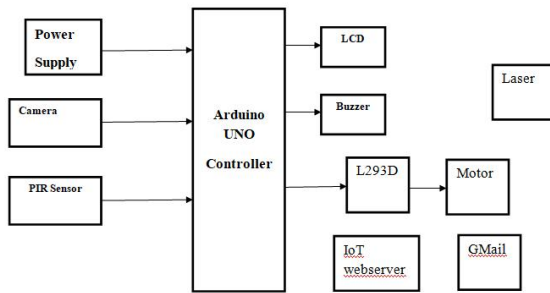 Power
Supply
Camera
PIR Sensor
Arduino
UNO
Controller
LCD
Buzzer
L293D
Motor
Laser
IoT
webserver
GMail